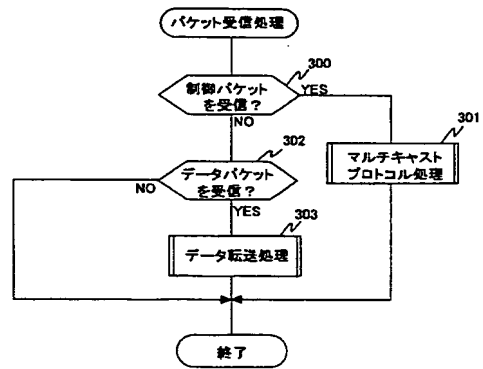 パケット受信処理
300
制御パケット
を受信？
YES
NO
301
マルチキャスト
プロトコル処理
302
データパケット
を受信？
NO
YES
303
データ転送処理
終了